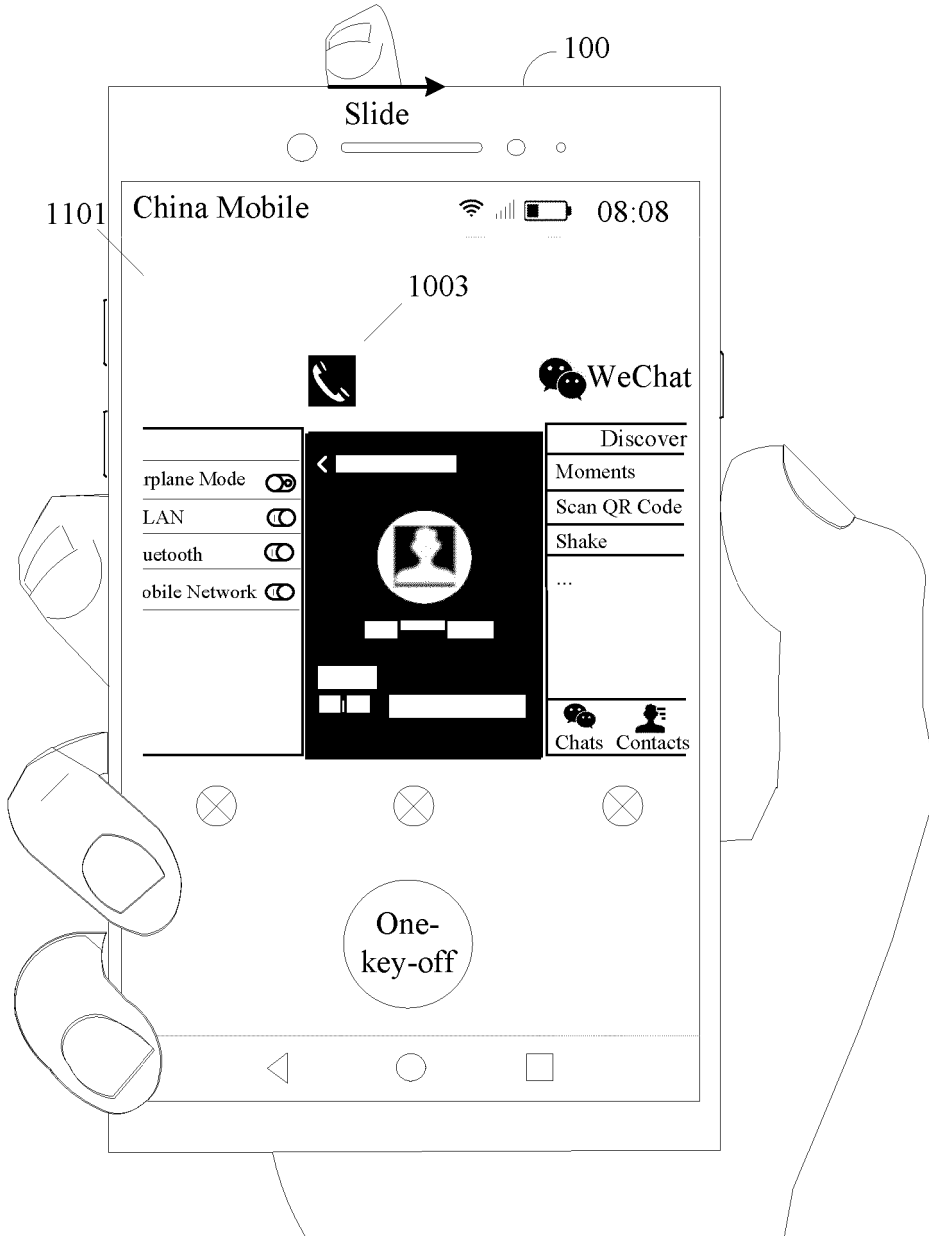 100
Slide
1101
China Mobile
08:08
1003
WeChat
rplane Mode
LAN
uetooth
obile Network
Discover
Moments
Scan QR Code
Shake
...
Chats
Contacts
One-
key-off